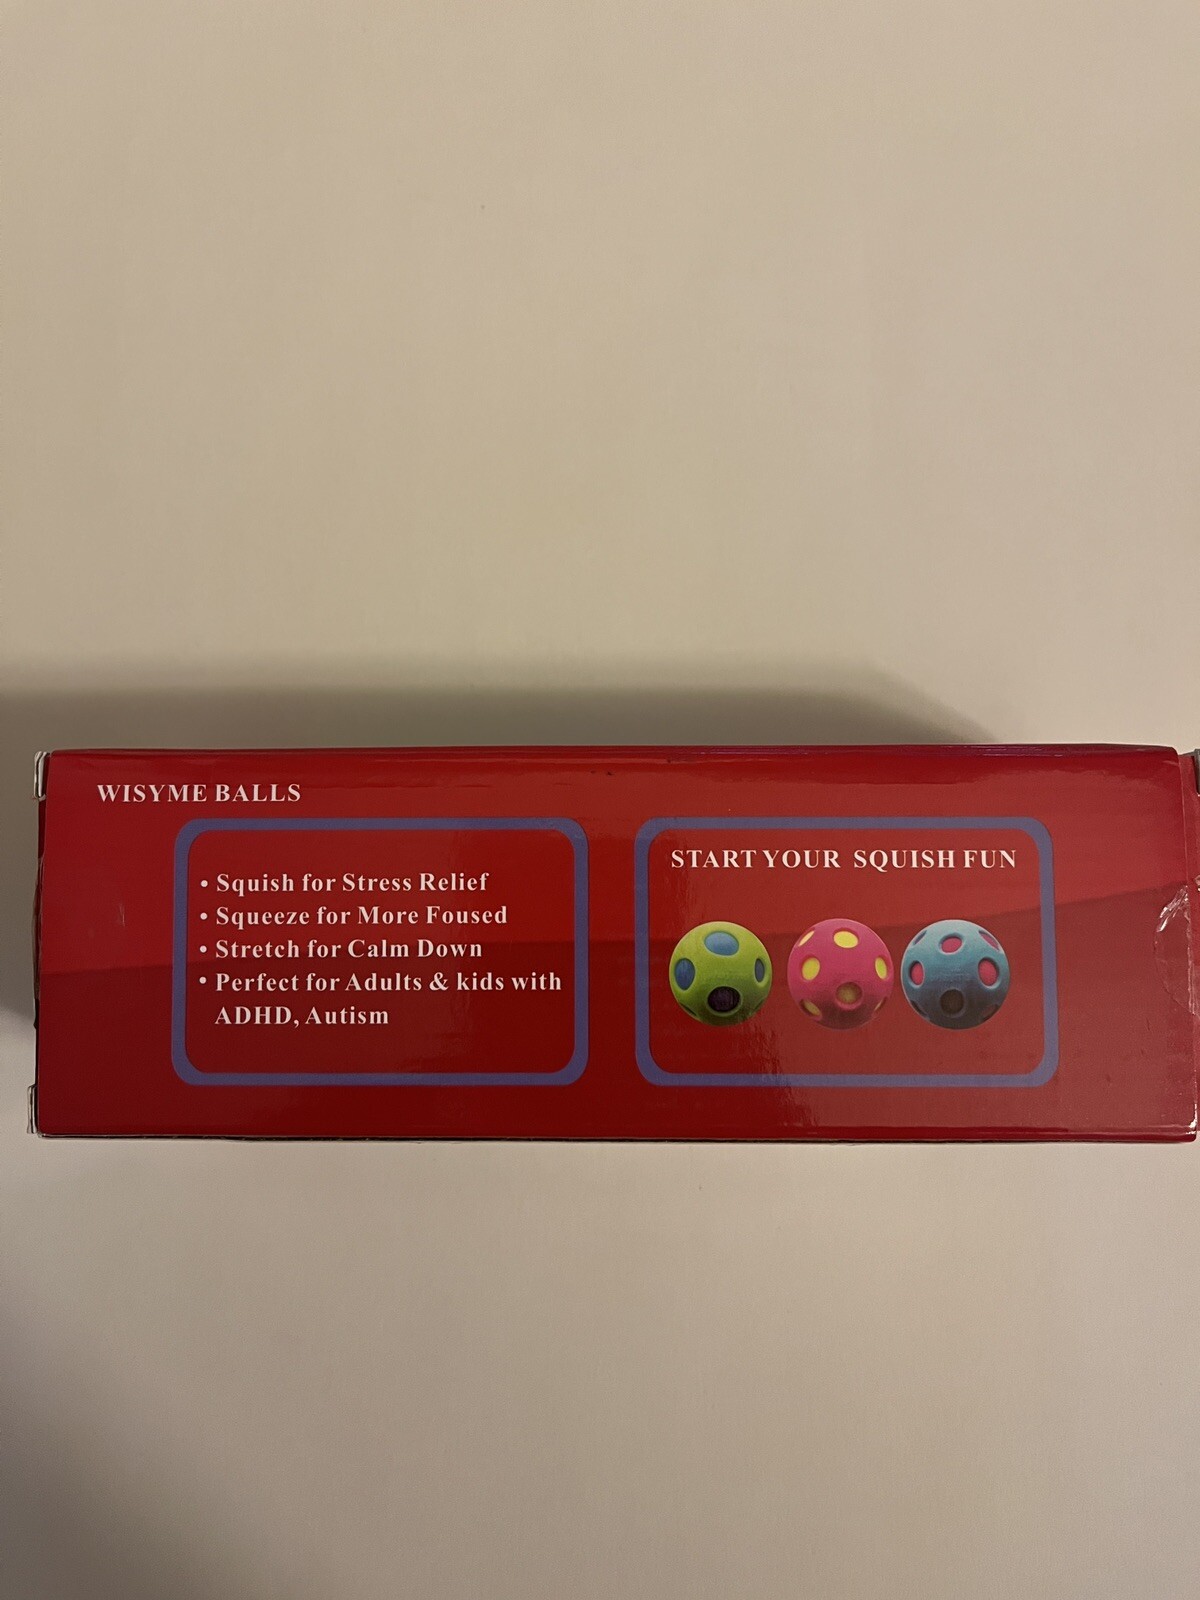 WISYME BALLS
• Squish for Stress Relief
• Squeeze for More Foused
• Stretch for Calm Down
• Perfect for Adults & kids with
ADHD, Autism
START YOUR SQUISH FUN